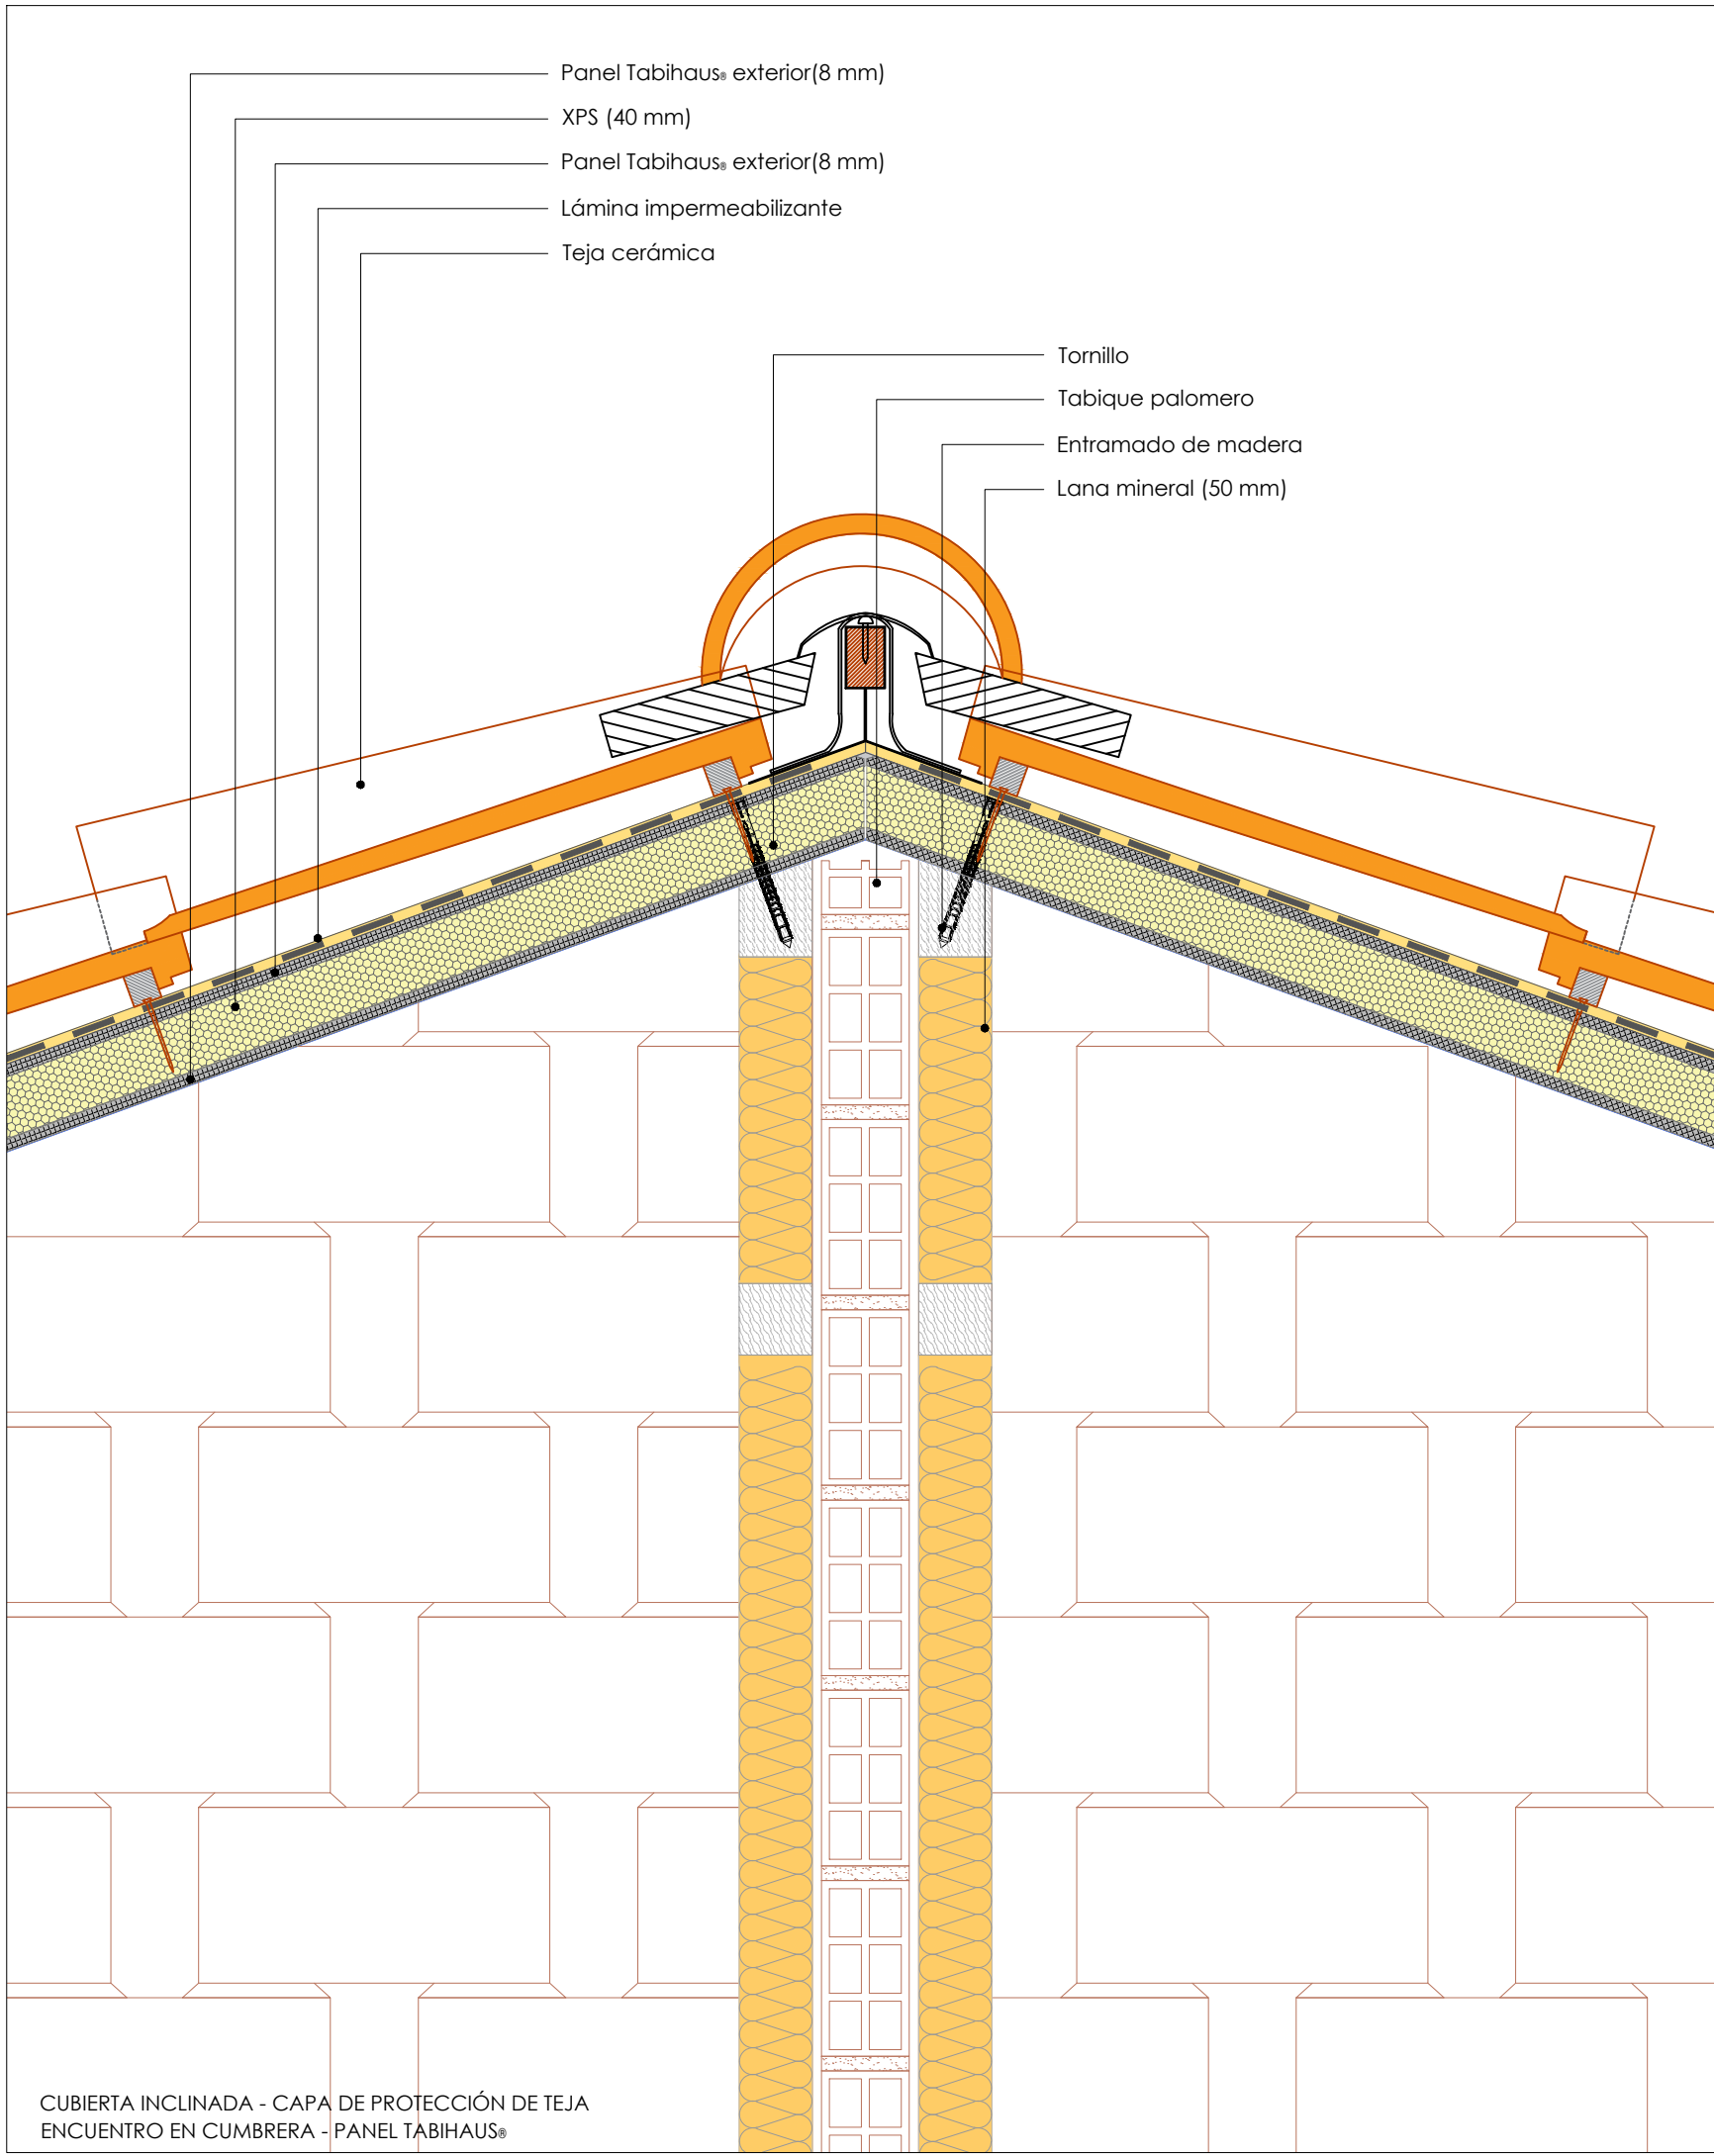 Panel Tabihaus® exterior(8 mm)
XPS (40 mm)
Panel Tabihaus® exterior(8 mm)
Lámina impermeabilizante
Teja cerámica
Tornillo
Tabique palomero
Entramado de madera
Lana mineral (50 mm)
CUBIERTA INCLINADA - CAPA DE PROTECCIÓN DE TEJA
ENCUENTRO EN CUMBRERA - PANEL TABIHAUS®